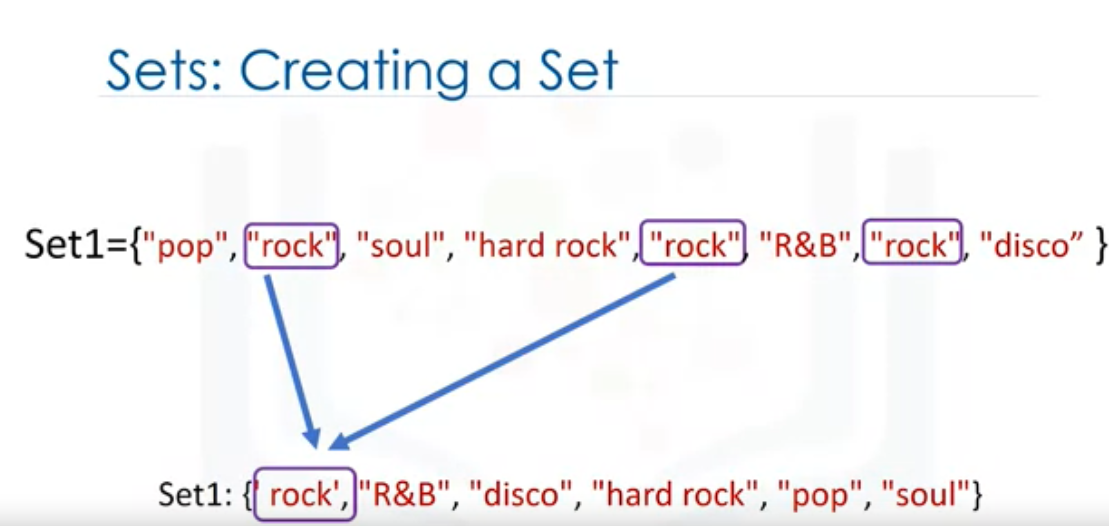 Sets: Creating a Set
Set1={"pop", "rock", "soul", "hard rock", "rock", "R&B", "rock", "disco” }
Set1: {' rock', "R&B", "disco", "hard rock", "pop", "soul"}